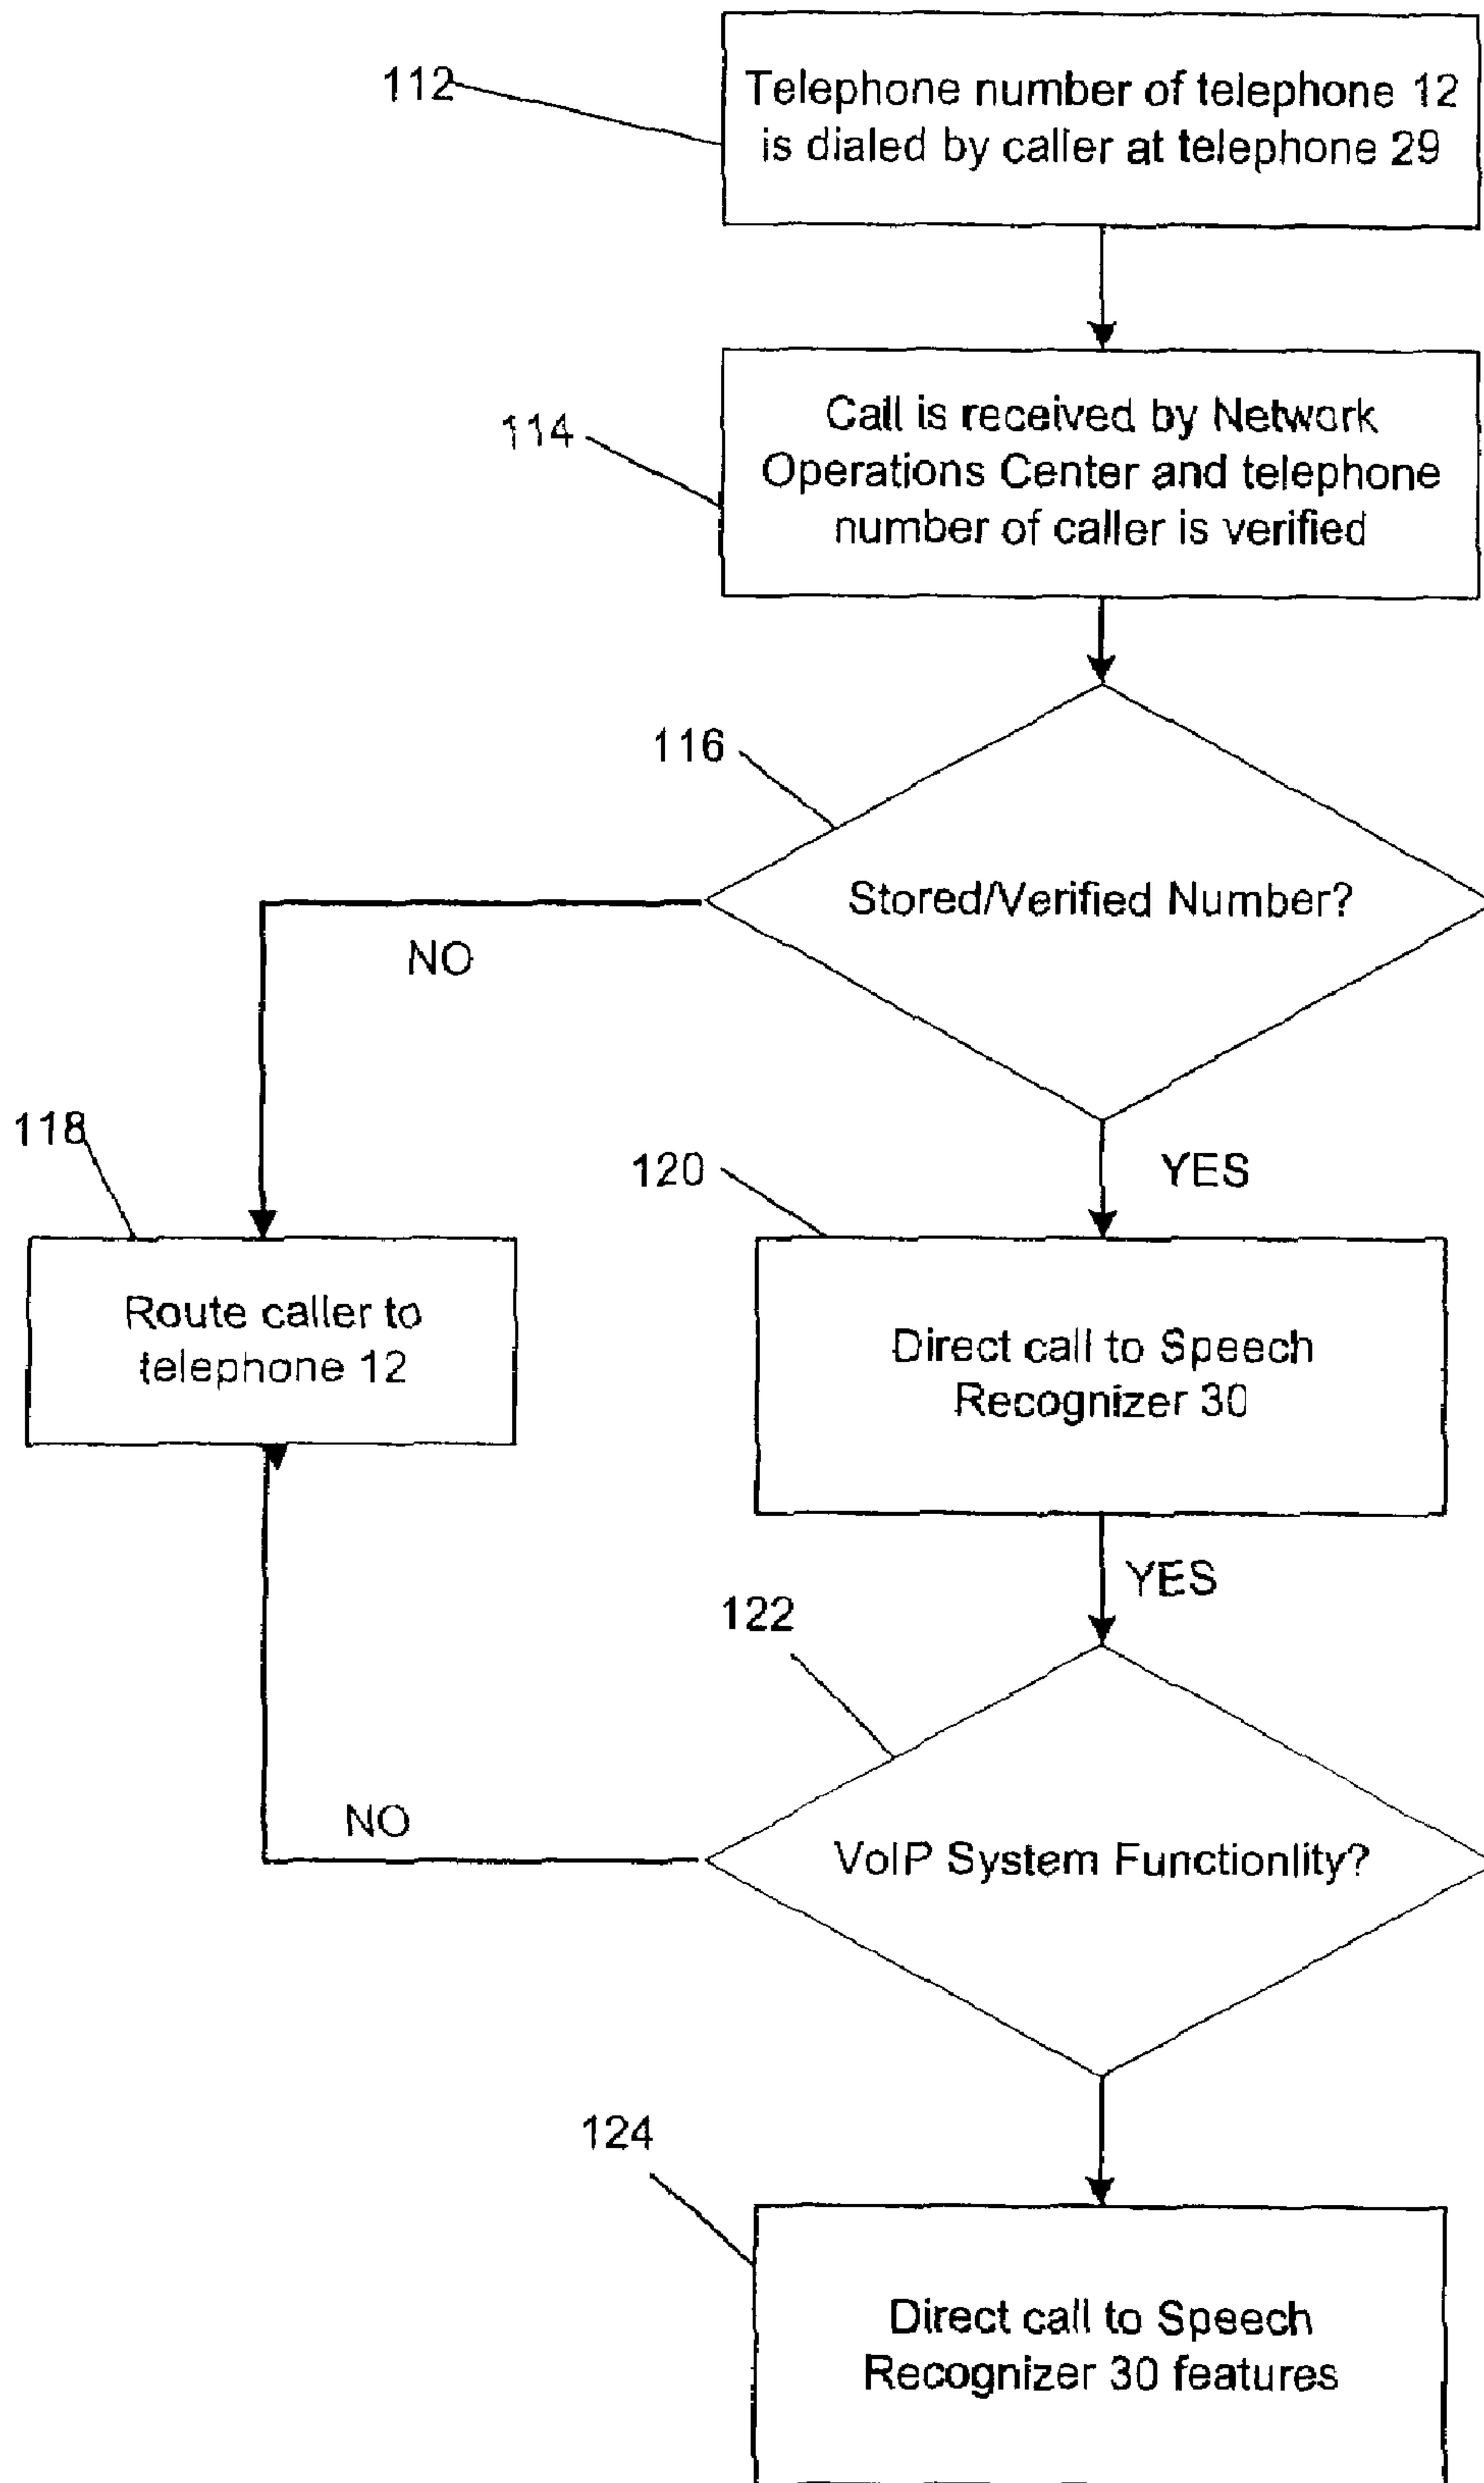 112
Telephone number of telephone 12
is dialed by caller at telephone 29
114
Call is received by Network
Operations Center and telephone
number of caller is verified
116
Stored/Verified Number?
NO
118
120
YES
Route caller to
telephone 12
Direct call to Speech
Recognizer 30
YES
122
NO
VoIP System Functionlity?
124
Direct call to Speech
Recognizer 30 features